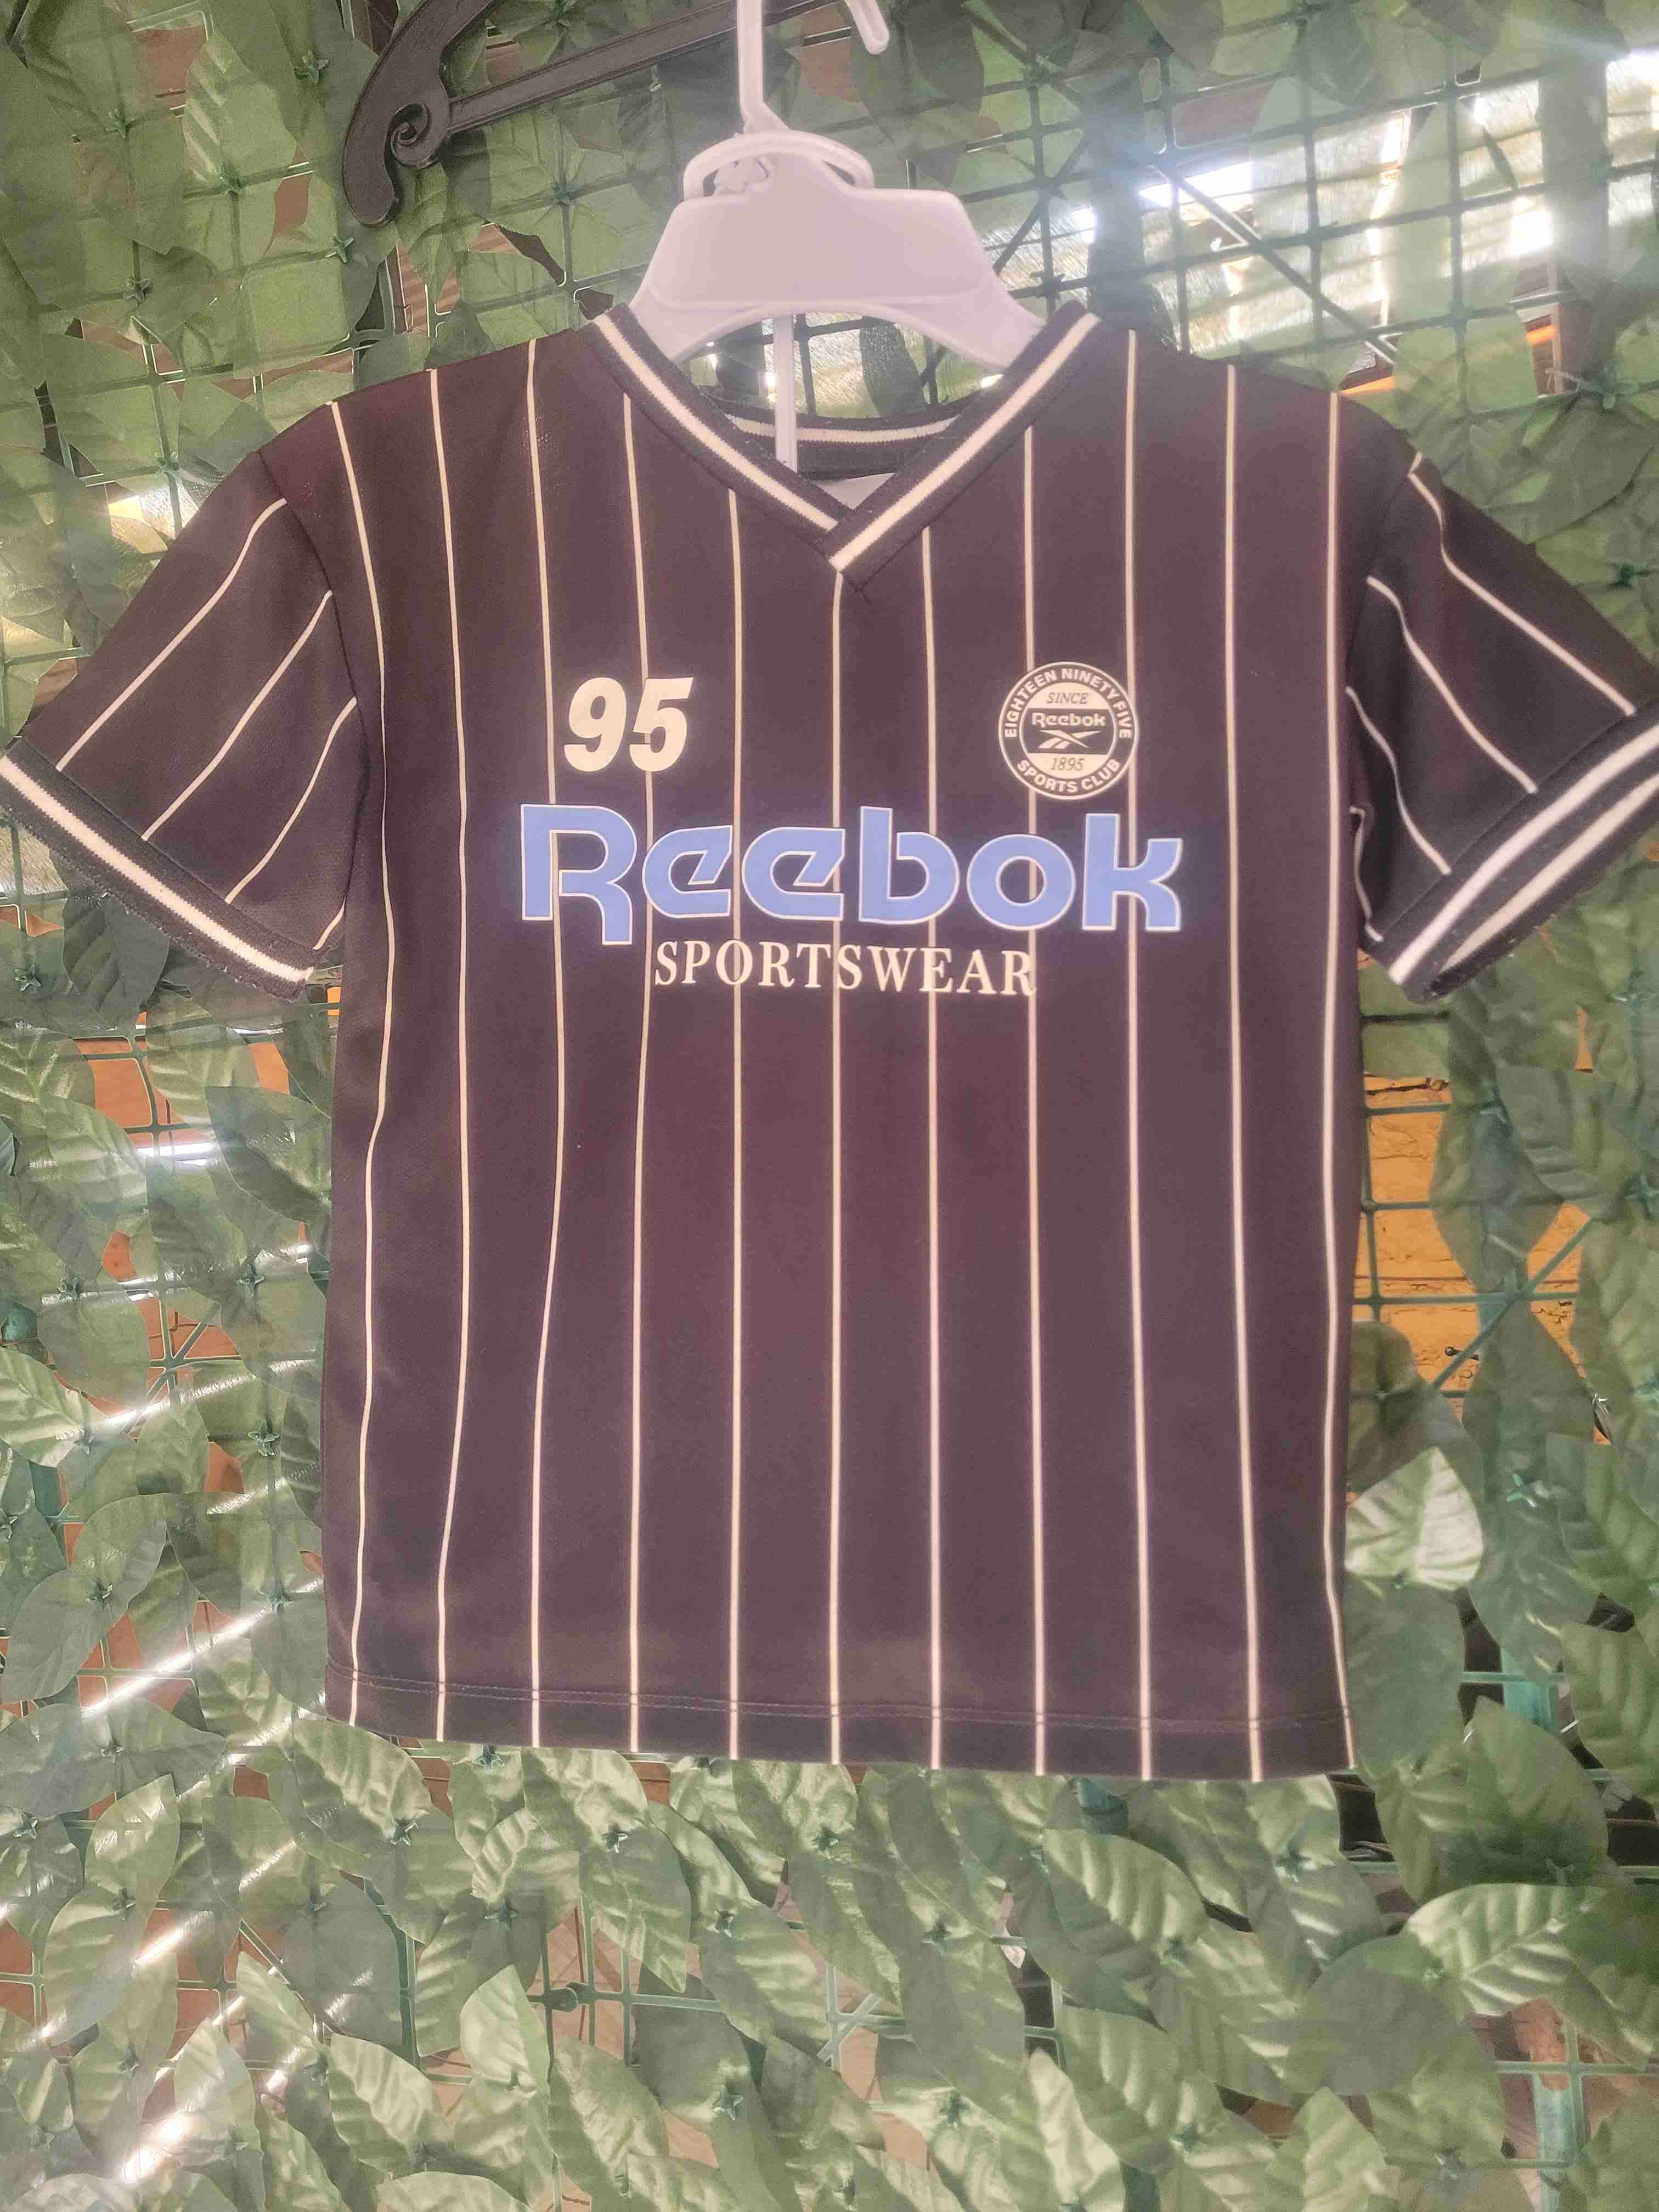 95
EIGHTEEN NINETY FIVE
SINCE
Reebok
1895
SPORTS CLUB
Reebok
SPORTSWEAR